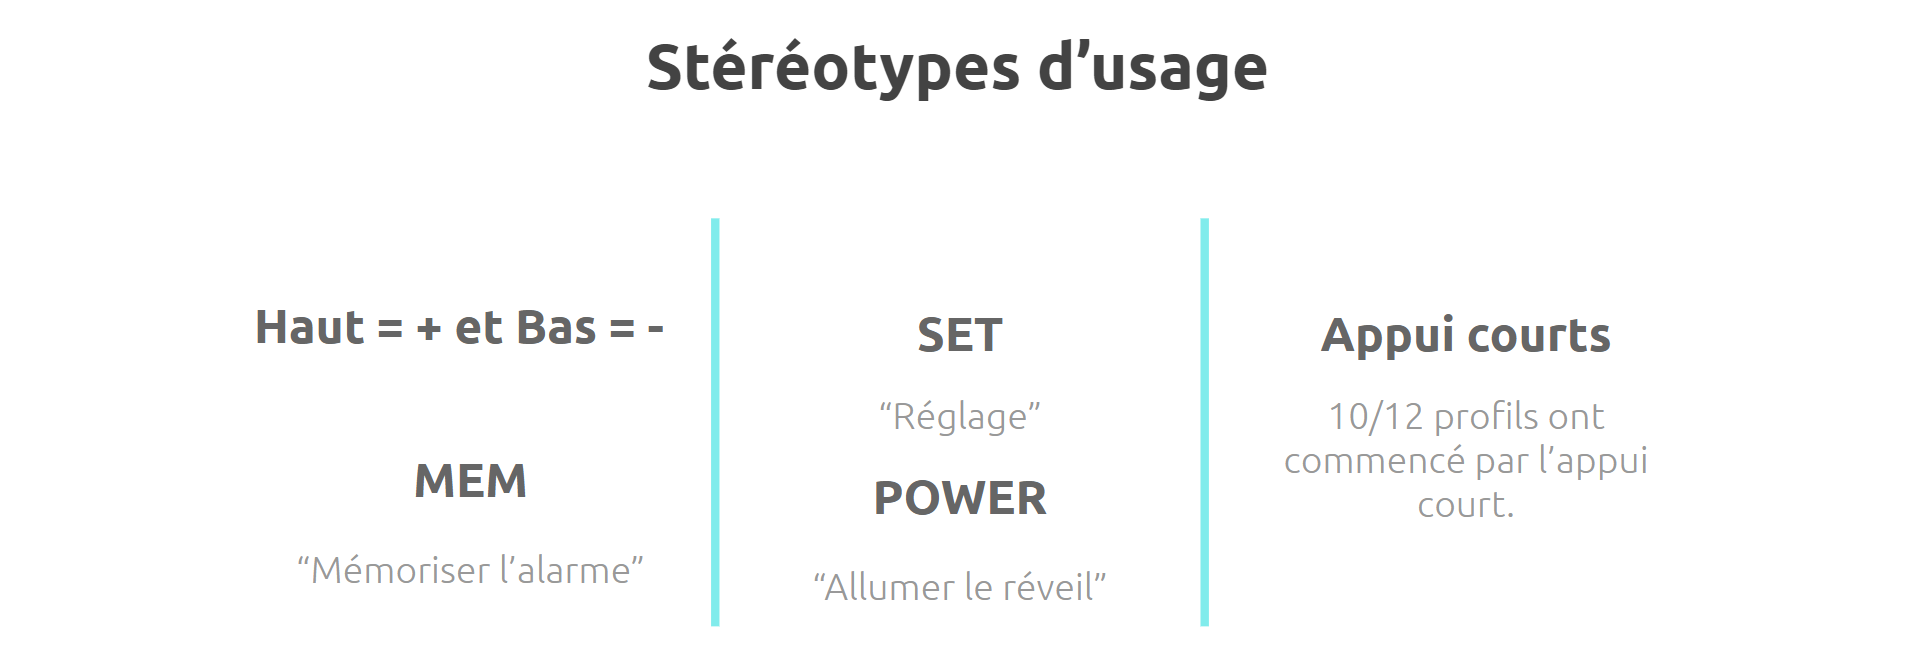 Stéréotypes d’usage
Haut = + et Bas = -
MEM
“Mémoriser l’alarme”
SET
“Réglage”
POWER
“Allumer le réveil”
Appui courts
10/12 profils ont
commencé par l’appui
court.